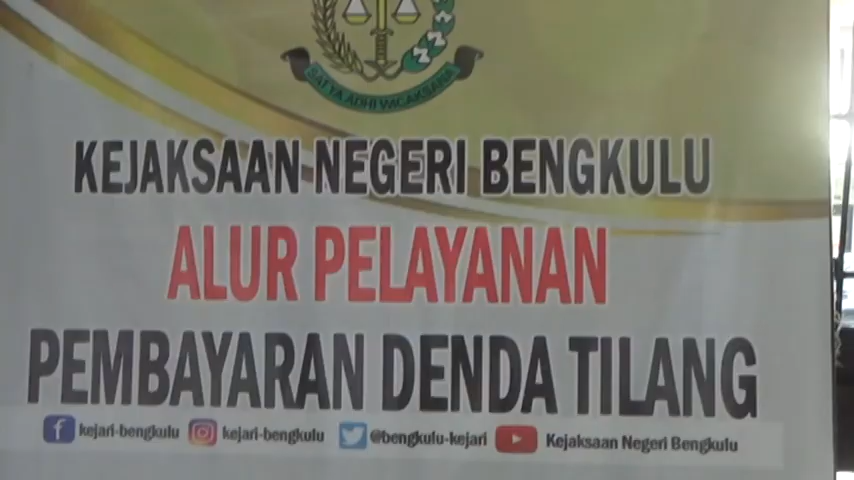 SATYA ADHI WICAKSANA
KEJAKSAAN NEGERI BENGKULU
ALUR PELAYANAN
PEMBAYARAN DENDA TILANG
kejari-bengkulu kejari-bengkulu @bengkulu-kejari Kejaksaan Negeri Bengkulu